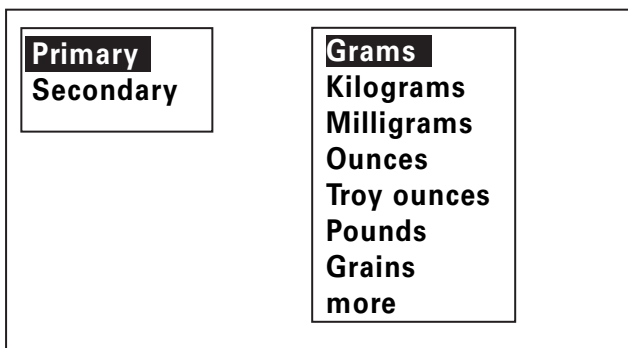 Primary
Secondary
Grams
Kilograms
Milligrams
Ounces
Troy ounces
Pounds
Grains
more